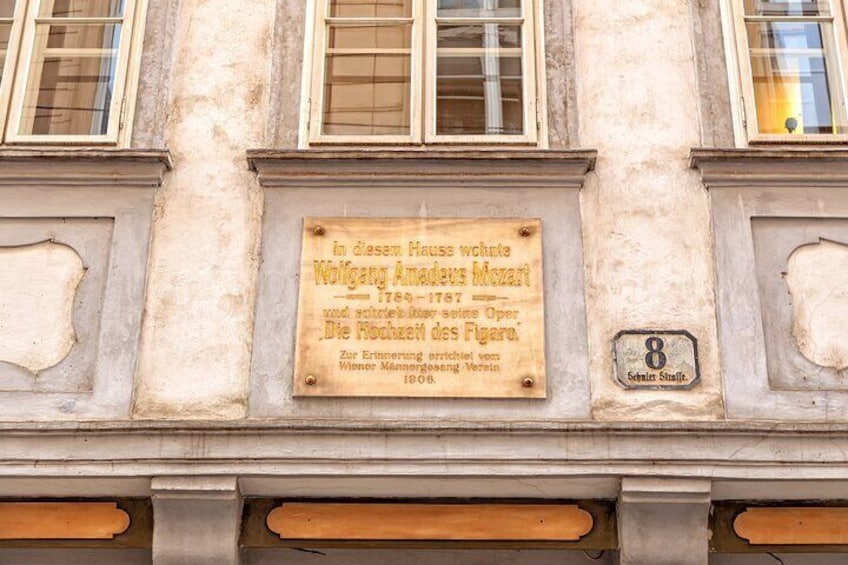 In diesem Hause wohnte
Wolfgang Amadeus Mozart
1784-1787
und schrieb hier seine Oper
„Die Hochzeit des Figaro.“
Zur Erinnerung errichtet vom
Wiener Männergesang-Verein
1906.
8
Schuler Straße.